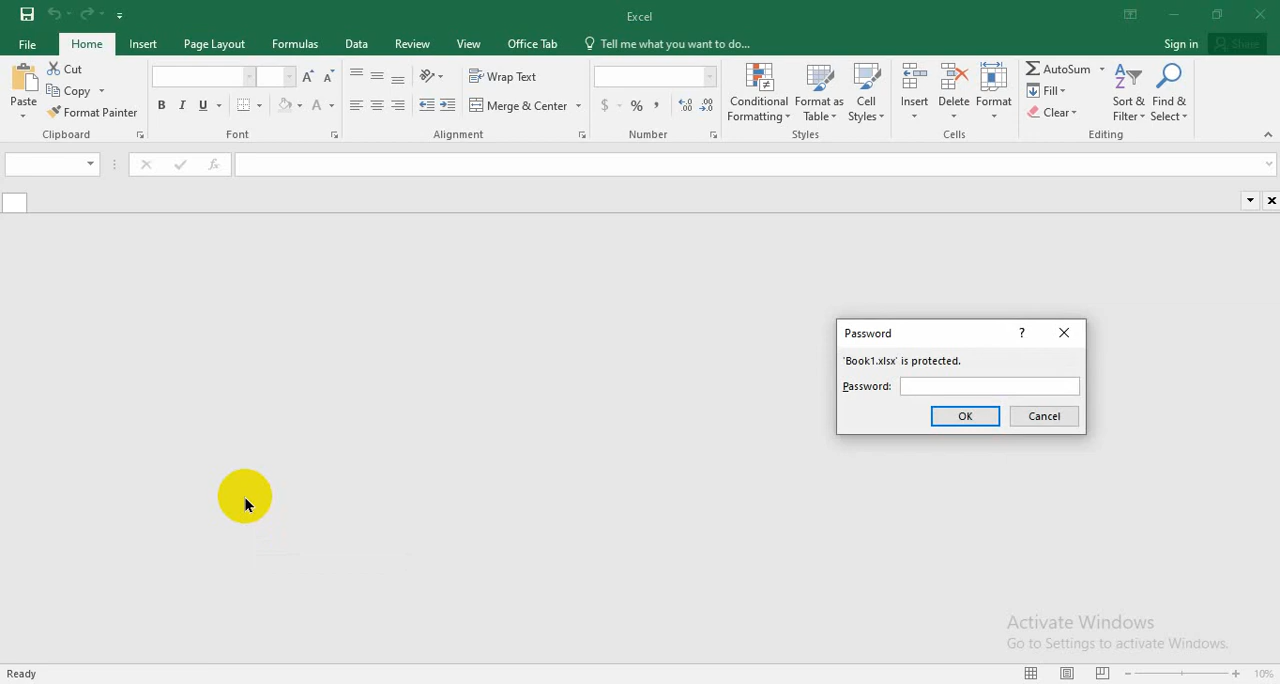 Excel
File Home Insert Page Layout Formulas Data Review View Office Tab Tell me what you want to do... Sign in Share
Paste
Cut
Copy
Format Painter
Clipboard
B I U A
Font
Wrap Text
Merge & Center
Alignment
$ % ,
Number
Conditional Formatting
Format as Table
Cell Styles
Styles
Insert
Delete
Format
Cells
AutoSum
Fill
Clear
Sort & Filter
Find & Select
Editing
fx
Password
'Book1.xlsx' is protected.
Password:
OK Cancel
Activate Windows
Go to Settings to activate Windows.
Ready
10%